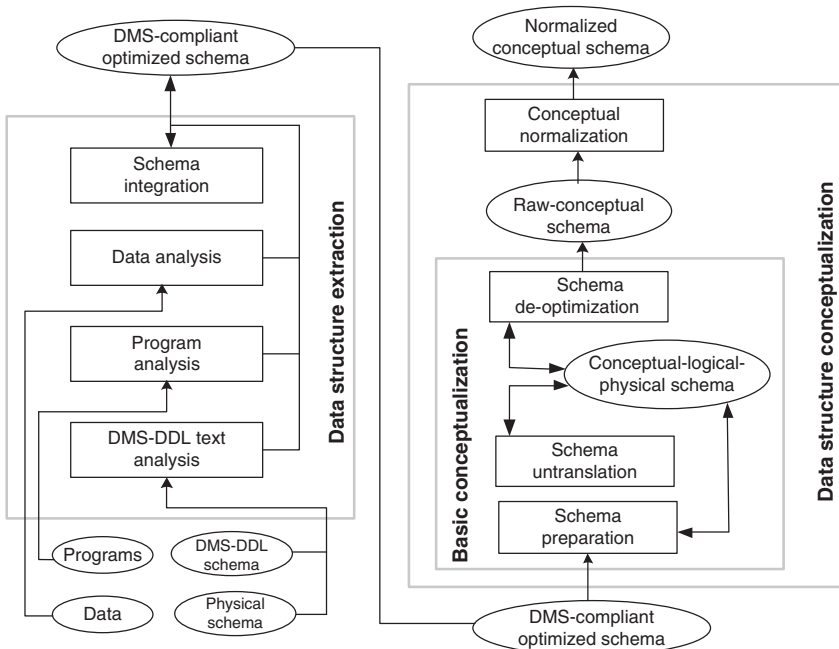 DMS-compliant
optimized schema
Schema
integration
Data analysis
Program
analysis
DMS-DDL text
analysis
Data structure extraction
Programs
DMS-DDL
schema
Data
Physical
schema
Normalized
conceptual schema
Conceptual
normalization
Raw-conceptual
schema
Schema
de-optimization
Conceptual-logical-
physical schema
Schema
untranslation
Schema
preparation
Basic conceptualization
Data structure conceptualization
DMS-compliant
optimized schema